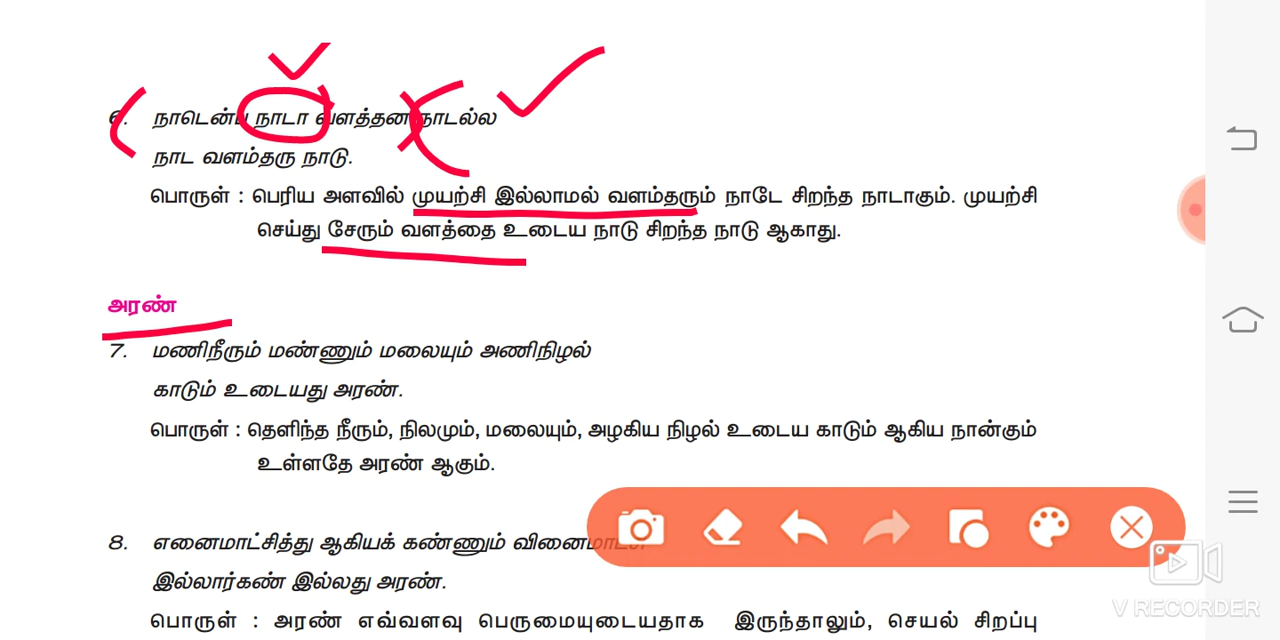 6. நாடென்ப நாடா வளத்தன நாடல்ல
நாட வளம்தரு நாடு.
பொருள் : பெரிய அளவில் முயற்சி இல்லாமல் வளம்தரும் நாடே சிறந்த நாடாகும். முயற்சி
செய்து சேரும் வளத்தை உடைய நாடு சிறந்த நாடு ஆகாது.
அரண்
7. மணிநீரும் மண்ணும் மலையும் அணிநிழல்
காடும் உடையது அரண்.
பொருள் : தெளிந்த நீரும், நிலமும், மலையும், அழகிய நிழல் உடைய காடும் ஆகிய நான்கும்
உள்ளதே அரண் ஆகும்.
8. எனைமாட்சித்து ஆகியக் கண்ணும்
இல்லார்கண் இல்லது அரண்.
பொருள் : அரண் எவ்வளவு பெருமையுடையதாக இருந்தாலும், செயல் சிறப்பு
V RECORDER